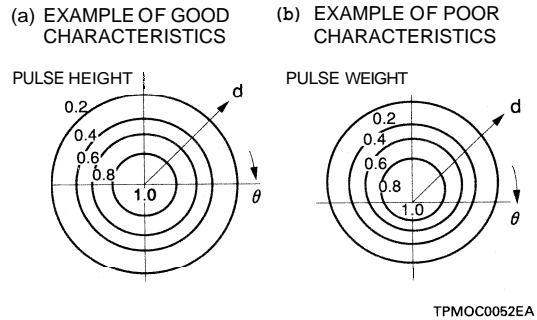 (a) EXAMPLE OF GOOD
CHARACTERISTICS
PULSE HEIGHT
0.2
0.4
0.6
0.8
1.0
d
θ
(b) EXAMPLE OF POOR
CHARACTERISTICS
PULSE WEIGHT
0.2
0.4
0.6
0.8
1.0
d
θ
TPMOC0052EA